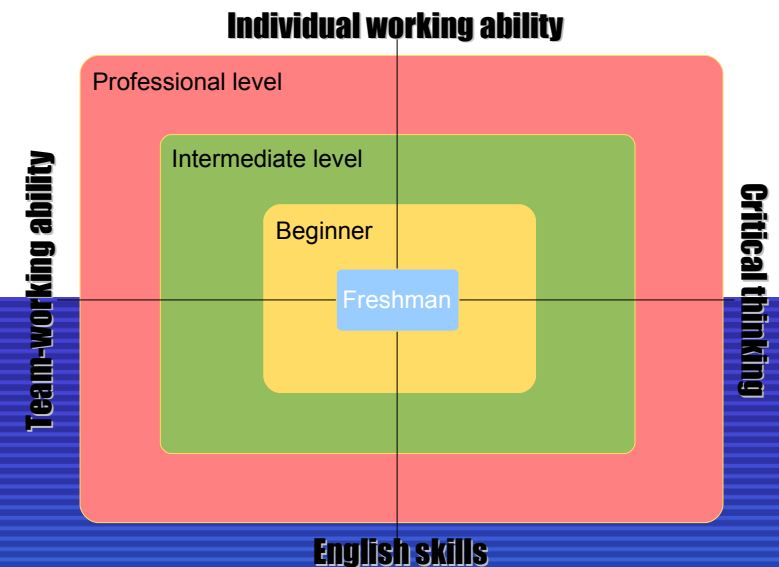 Individual working ability
Professional level
Intermediate level
Beginner
Freshman
Team-working ability
Critical thinking
English skills